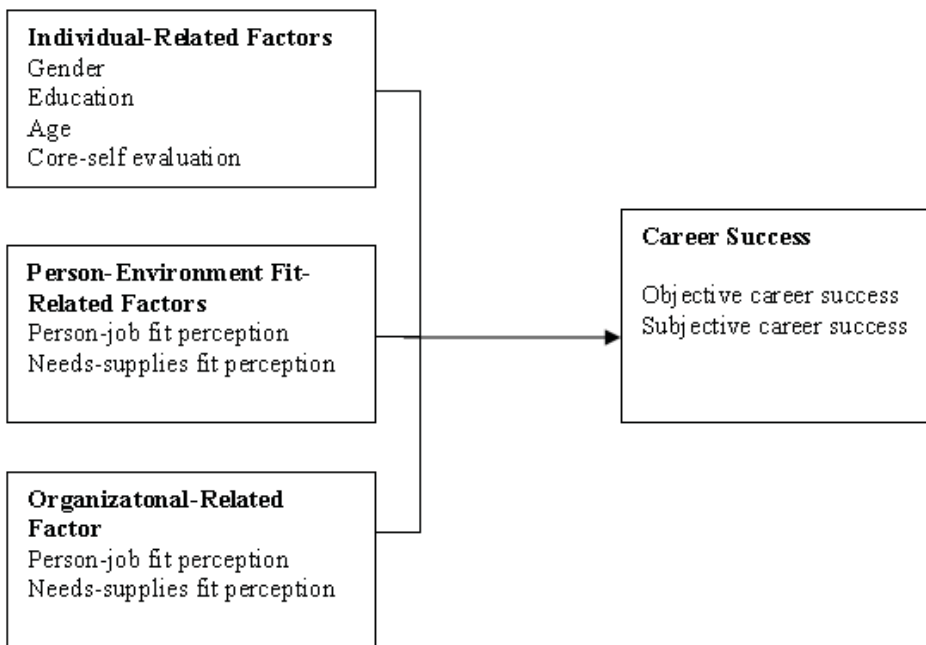 Individual-Related Factors
Gender
Education
Age
Core-self evaluation
Person-Environment Fit-
Related Factors
Person-job fit perception
Needs-supplies fit perception
Organizatonal-Related
Factor
Person-job fit perception
Needs-supplies fit perception
Career Success
Objective career success
Subjective career success